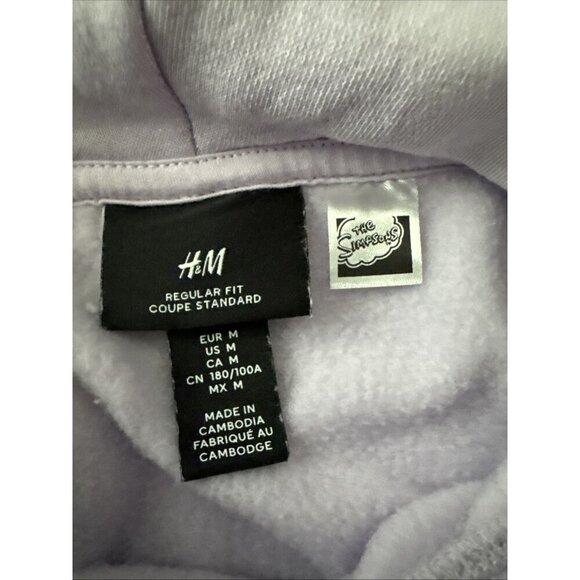 H&M
REGULAR FIT
COUPE STANDARD
THE
SIMPSONS
EUR M
US M
CA M
CN 180/100A
MX M
MADE IN
CAMBODIA
FABRIQUÉ AU
CAMBODGE